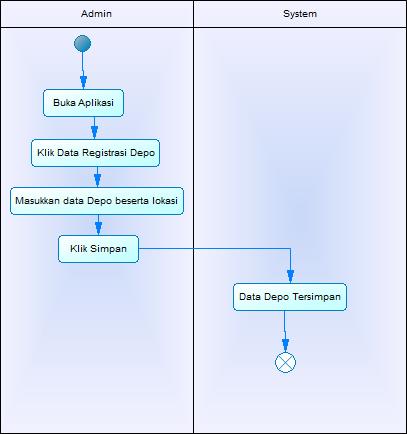 Admin
System
Buka Aplikasi
Klik Data Registrasi Depo
Masukkan data Depo beserta lokasi
Klik Simpan
Data Depo Tersimpan